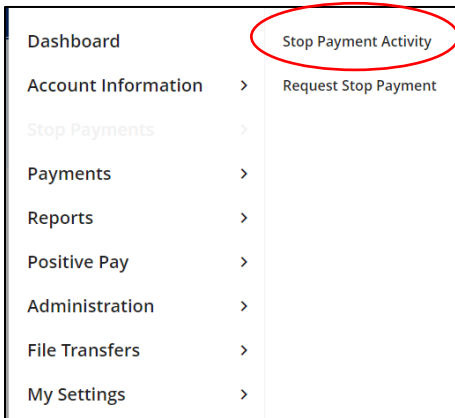 Dashboard
Account Information >
Stop Payments >
Payments >
Reports >
Positive Pay >
Administration >
File Transfers >
My Settings >
Stop Payment Activity
Request Stop Payment